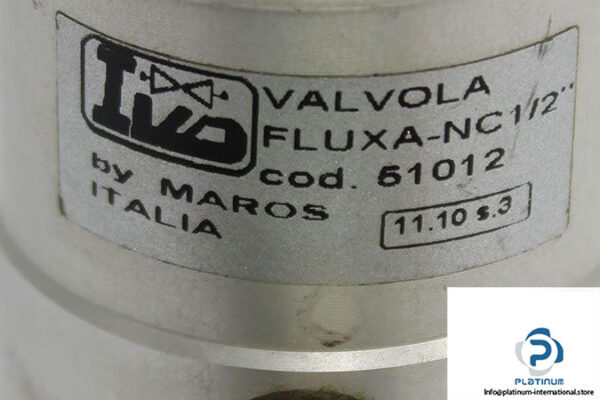 IVO
VALVOLA
FLUXA-NC1/2"
cod. 51012
by MAROS
ITALIA
11.10 s.3
PLATINUM
Info@platinum-international.store